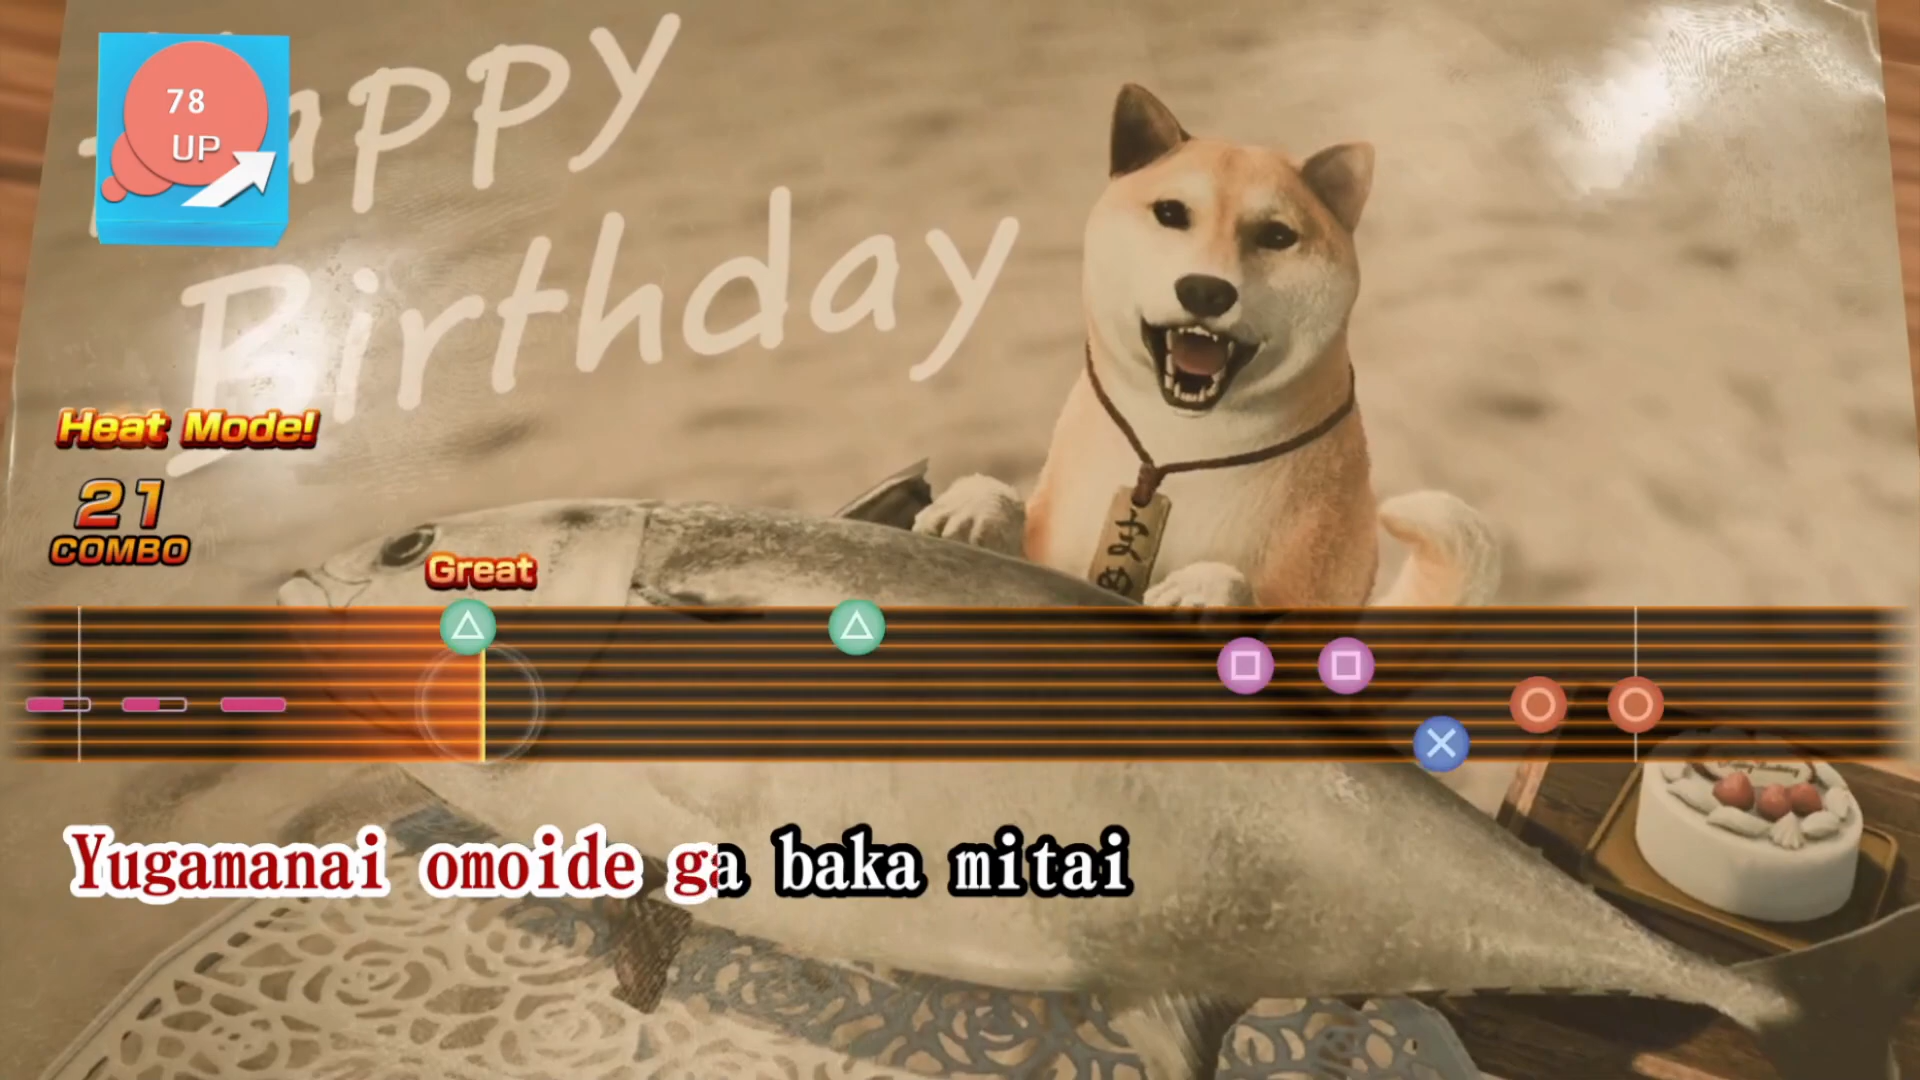 Happy
Birthday
78
UP
Heat Mode!
21
COMBO
Great
Yugamanai omoide ga baka mitai